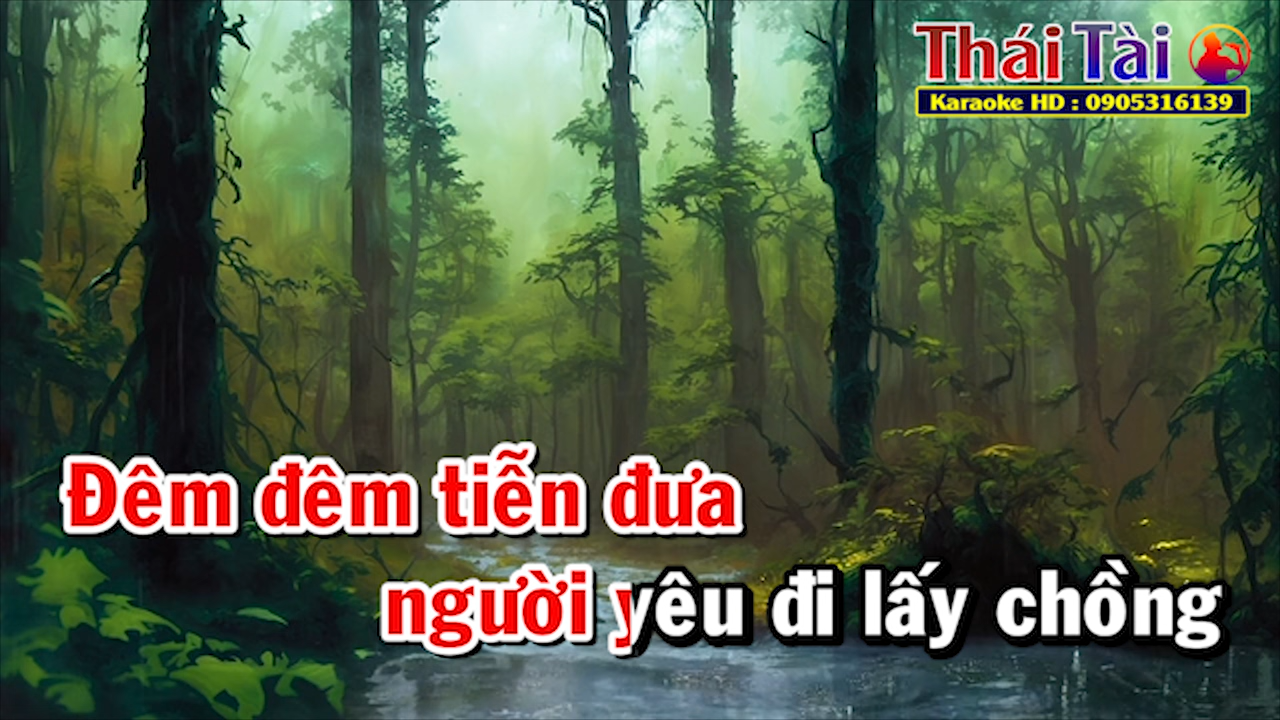 Thái Tài
Karaoke HD : 0905316139
Đêm đêm tiễn đưa
người yêu đi lấy chồng